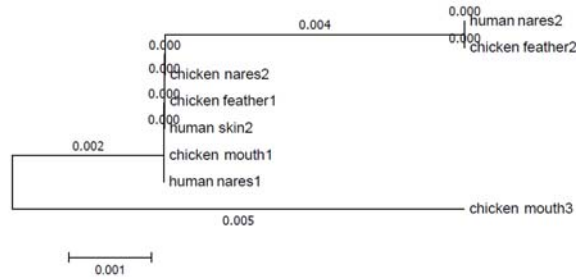 0.004
0.000
human nares2
0.000
chicken feather2
0.000
0.000
chicken nares2
0.000
chicken feather1
0.000
human skin2
0.002
chicken mouth1
human nares1
chicken mouth3
0.005
0.001